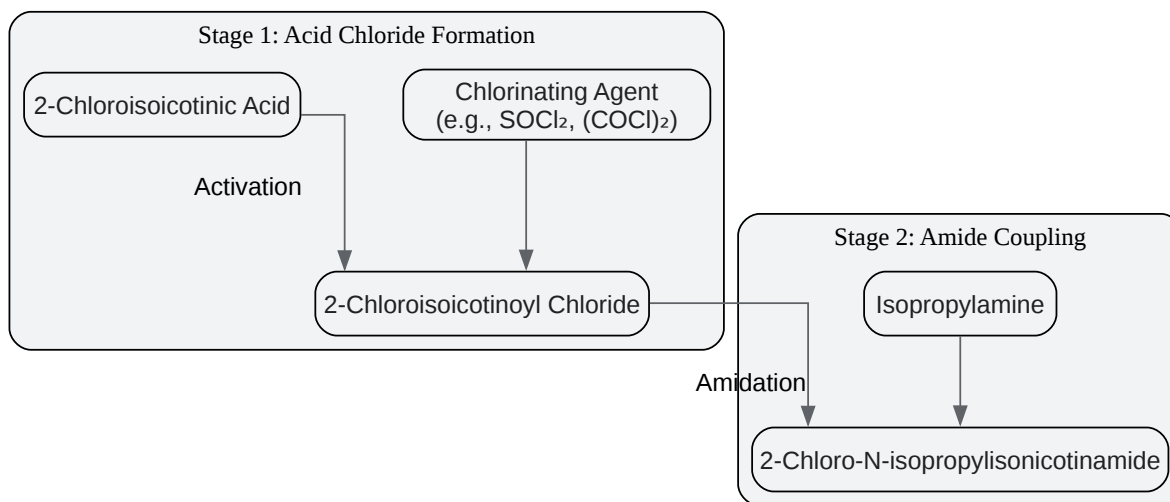 Stage 1: Acid Chloride Formation
2-Chloroisoicotinic Acid
Chlorinating Agent
(e.g., SOCl₂, (COCl)₂)
Activation
2-Chloroisoicotinoyl Chloride
Stage 2: Amide Coupling
Isopropylamine
Amidation
2-Chloro-N-isopropylisonicotinamide